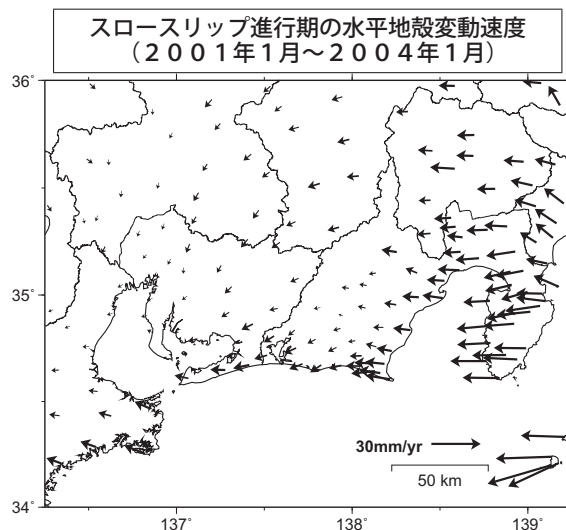 スロースリップ進行期の水平地殻変動速度
（２００１年１月～２００４年１月）
36°
35°
30mm/yr
50 km
34°
137° 138° 139°